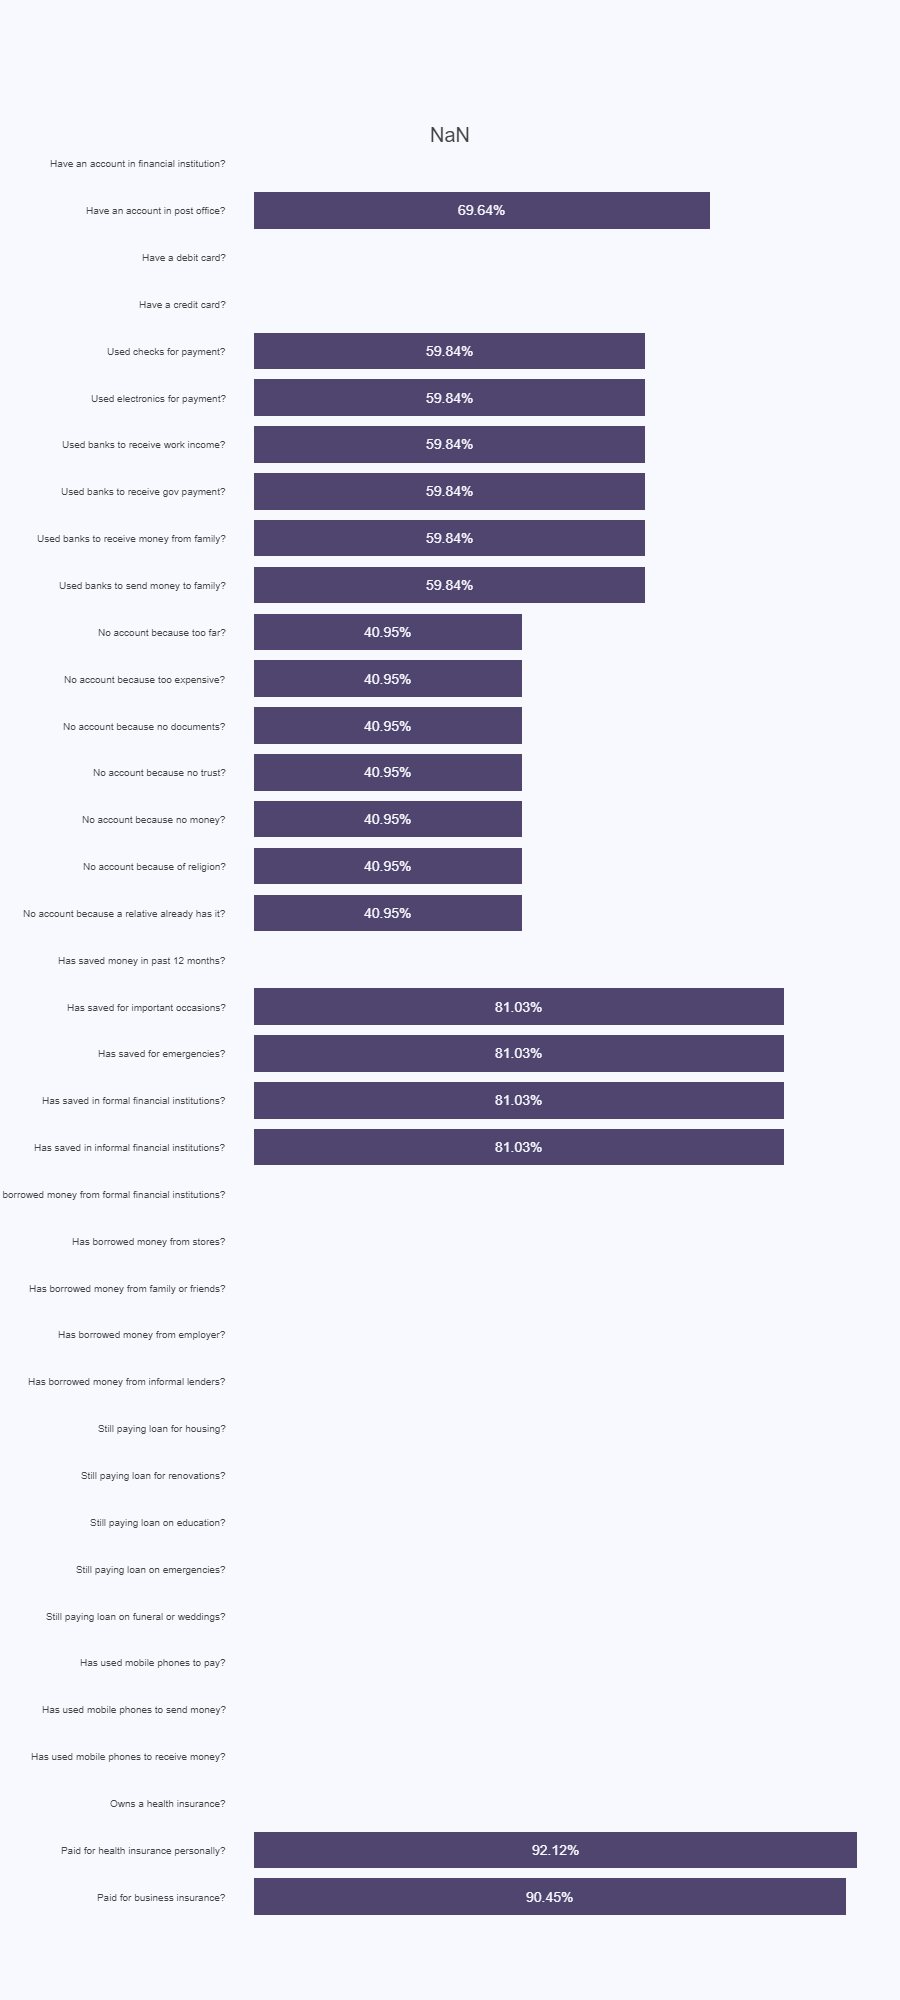 NaN
Have an account in financial institution?
Have an account in post office? 69.64%
Have a debit card?
Have a credit card?
Used checks for payment? 59.84%
Used electronics for payment? 59.84%
Used banks to receive work income? 59.84%
Used banks to receive gov payment? 59.84%
Used banks to receive money from family? 59.84%
Used banks to send money to family? 59.84%
No account because too far? 40.95%
No account because too expensive? 40.95%
No account because no documents? 40.95%
No account because no trust? 40.95%
No account because no money? 40.95%
No account because of religion? 40.95%
No account because a relative already has it? 40.95%
Has saved money in past 12 months?
Has saved for important occasions? 81.03%
Has saved for emergencies? 81.03%
Has saved in formal financial institutions? 81.03%
Has saved in informal financial institutions? 81.03%
borrowed money from formal financial institutions?
Has borrowed money from stores?
Has borrowed money from family or friends?
Has borrowed money from employer?
Has borrowed money from informal lenders?
Still paying loan for housing?
Still paying loan for renovations?
Still paying loan on education?
Still paying loan on emergencies?
Still paying loan on funeral or weddings?
Has used mobile phones to pay?
Has used mobile phones to send money?
Has used mobile phones to receive money?
Owns a health insurance?
Paid for health insurance personally? 92.12%
Paid for business insurance? 90.45%